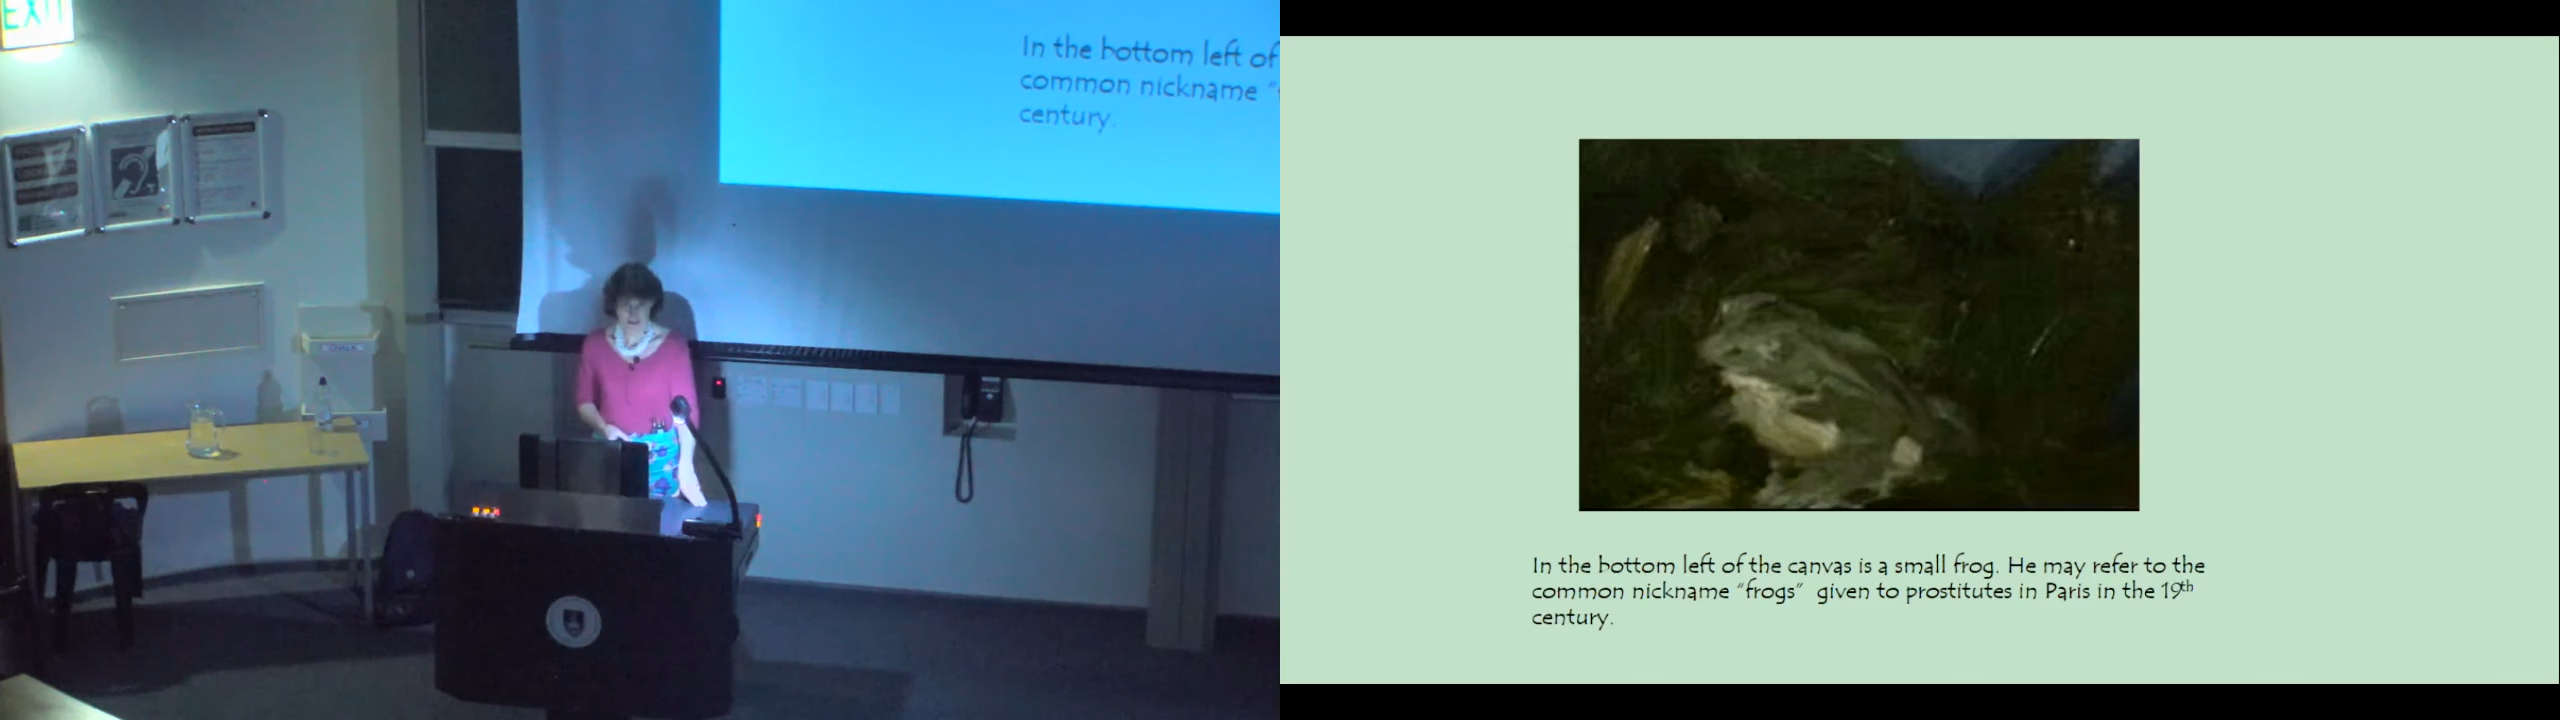 EXIT
In the bottom left of
common nickname "
century.
CHALK
In the bottom left of the canvas is a small frog. He may refer to the
common nickname "frogs" given to prostitutes in Paris in the 19th
century.